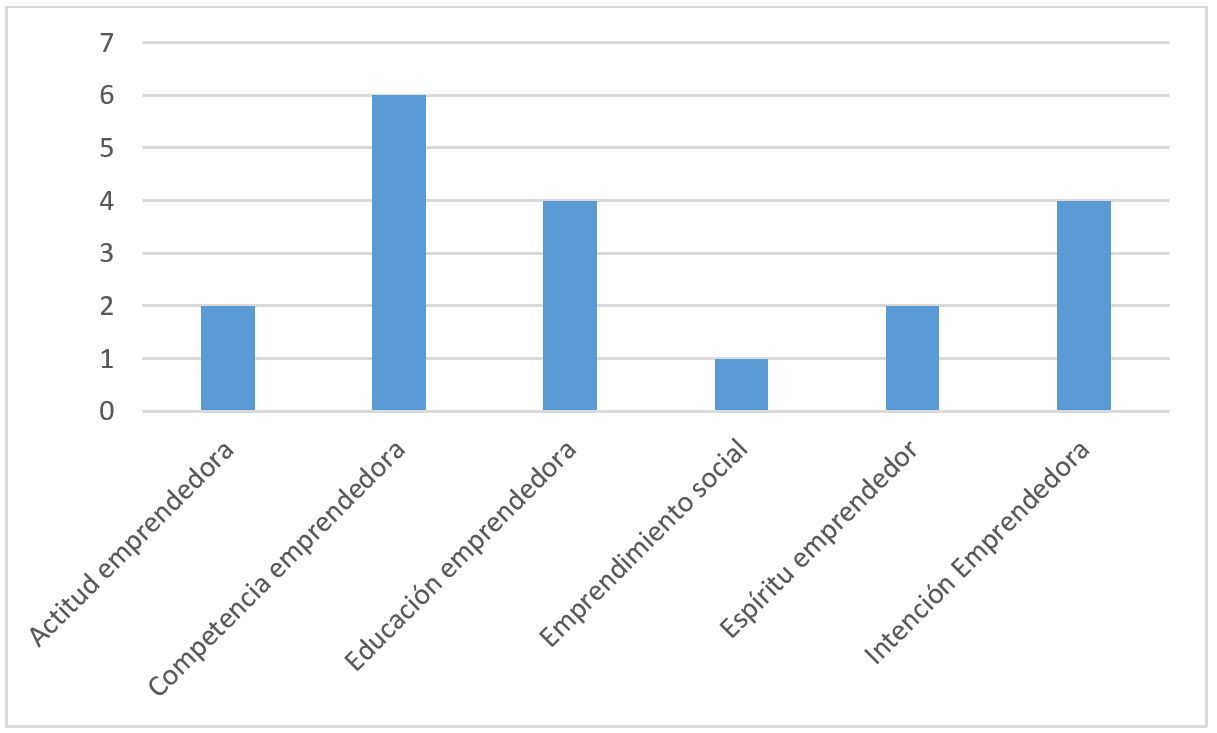 7
6
5
4
3
2
1
0
Actitud emprendedora
Competencia emprendedora
Educación emprendedora
Emprendimiento social
Espíritu emprendedor
Intención Emprendedora